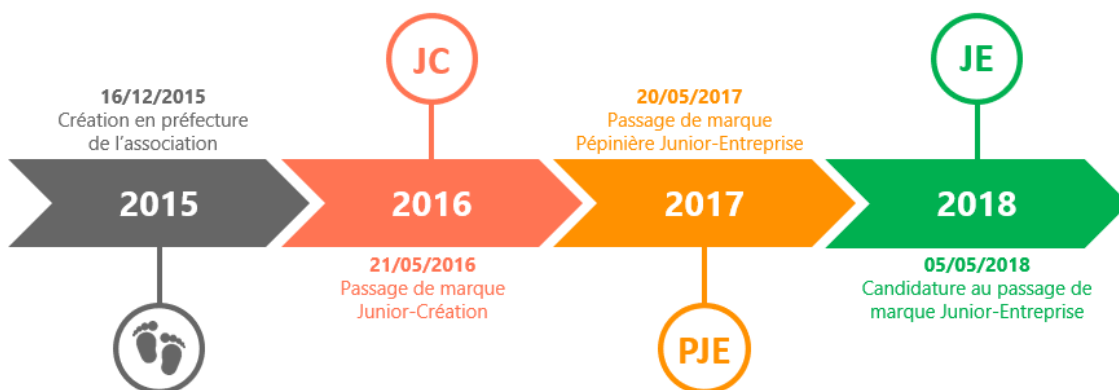 JC
JE
16/12/2015
Création en préfecture
de l'association
20/05/2017
Passage de marque
Pépinière Junior-Entreprise
2015
2016
2017
2018
21/05/2016
Passage de marque
Junior-Création
05/05/2018
Candidature au passage de
marque Junior-Entreprise
PJE